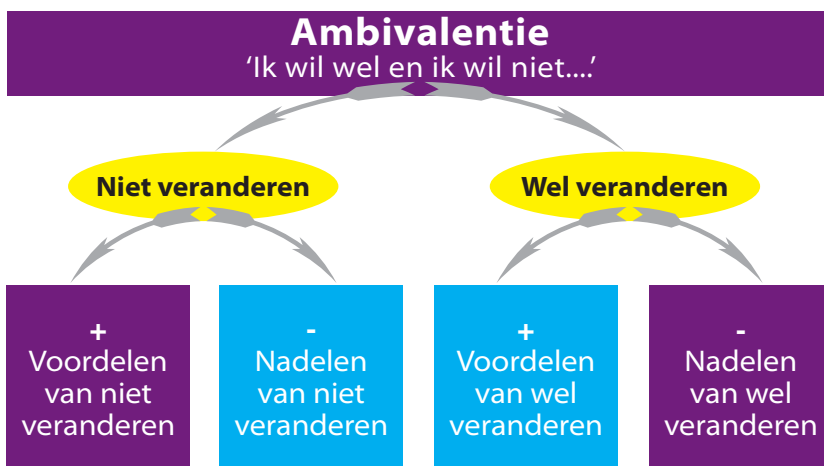 Ambivalentie
‘Ik wil wel en ik wil niet....’
Niet veranderen
Wel veranderen
+
Voordelen
van niet
veranderen
-
Nadelen
van niet
veranderen
+
Voordelen
van wel
veranderen
-
Nadelen
van wel
veranderen